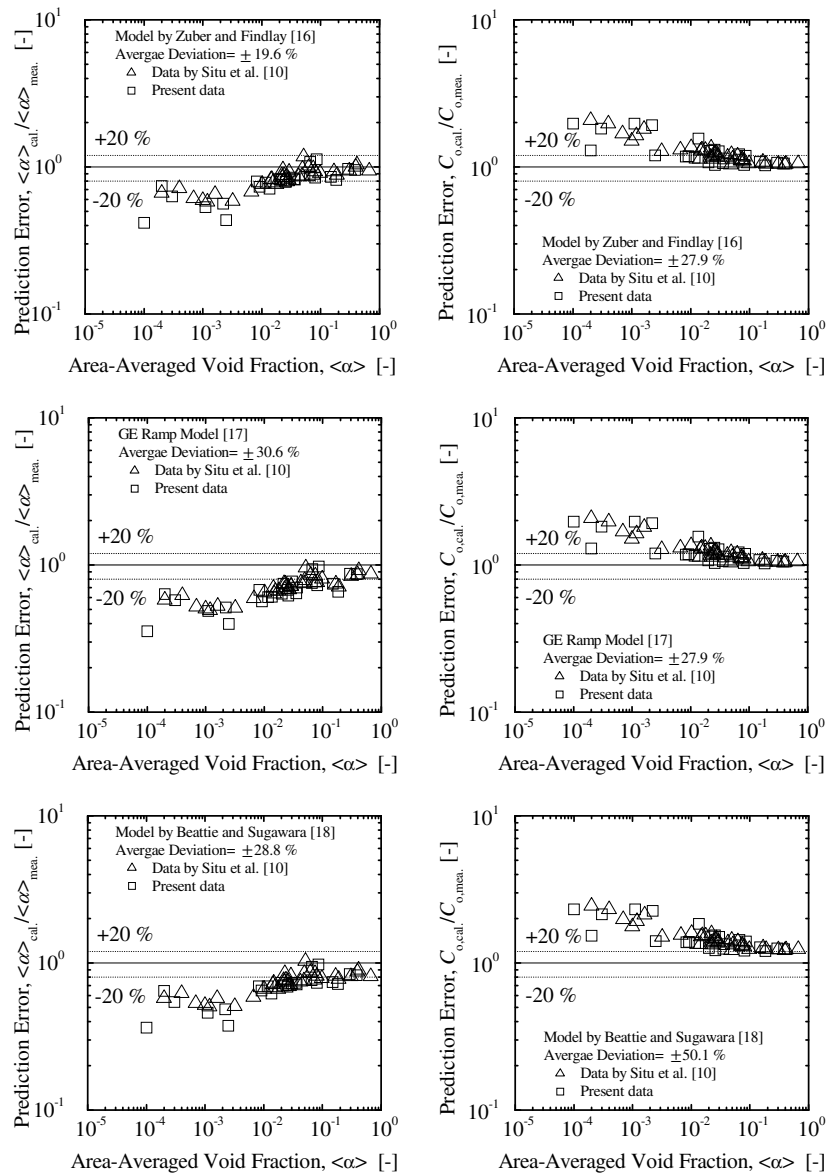 Prediction Error, <α>cal./<α>mea. [-]
10^1
10^0
10^-1
Model by Zuber and Findlay [16]
Avergae Deviation= ±19.6 %
Data by Situ et al. [10]
Present data
+20 %
-20 %
10^-5 10^-4 10^-3 10^-2 10^-1 10^0
Area-Averaged Void Fraction, <α> [-]
Prediction Error, Co,cal./Co,mea. [-]
10^1
10^0
10^-1
+20 %
-20 %
Model by Zuber and Findlay [16]
Avergae Deviation= ±27.9 %
Data by Situ et al. [10]
Present data
10^-5 10^-4 10^-3 10^-2 10^-1 10^0
Area-Averaged Void Fraction, <α> [-]
Prediction Error, <α>cal./<α>mea. [-]
10^1
10^0
10^-1
GE Ramp Model [17]
Avergae Deviation= ±30.6 %
Data by Situ et al. [10]
Present data
+20 %
-20 %
10^-5 10^-4 10^-3 10^-2 10^-1 10^0
Area-Averaged Void Fraction, <α> [-]
Prediction Error, Co,cal./Co,mea. [-]
10^1
10^0
10^-1
+20 %
-20 %
GE Ramp Model [17]
Avergae Deviation= ±27.9 %
Data by Situ et al. [10]
Present data
10^-5 10^-4 10^-3 10^-2 10^-1 10^0
Area-Averaged Void Fraction, <α> [-]
Prediction Error, <α>cal./<α>mea. [-]
10^1
10^0
10^-1
Model by Beattie and Sugawara [18]
Avergae Deviation= ±28.8 %
Data by Situ et al. [10]
Present data
+20 %
-20 %
10^-5 10^-4 10^-3 10^-2 10^-1 10^0
Area-Averaged Void Fraction, <α> [-]
Prediction Error, Co,cal./Co,mea. [-]
10^1
10^0
10^-1
+20 %
-20 %
Model by Beattie and Sugawara [18]
Avergae Deviation= ±50.1 %
Data by Situ et al. [10]
Present data
10^-5 10^-4 10^-3 10^-2 10^-1 10^0
Area-Averaged Void Fraction, <α> [-]